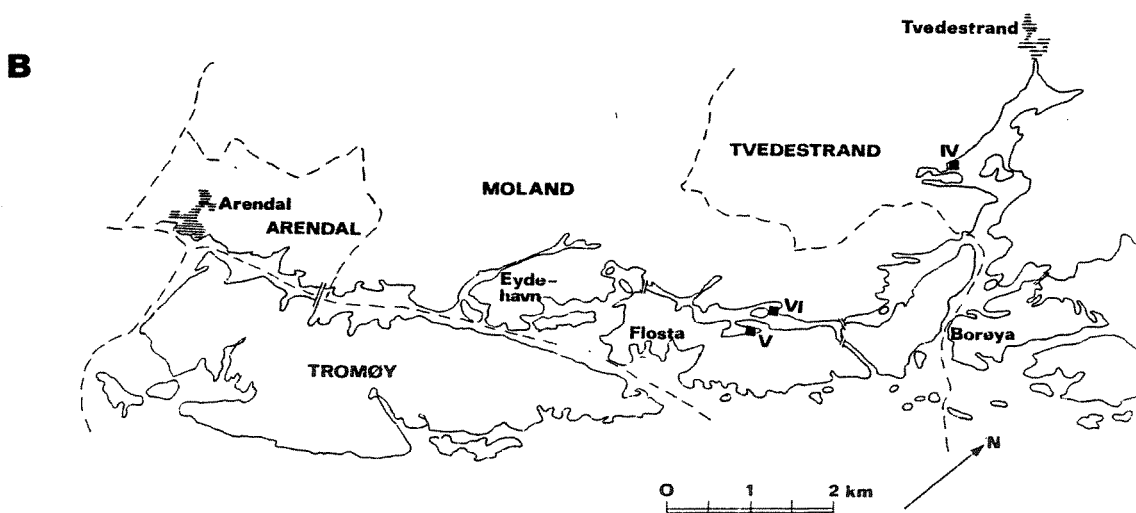 B
Tvedestrand
TVEDESTRAND
IV
MOLAND
Arendal
ARENDAL
Eyde-
havn
VI
V
Flosta
Borøya
TROMØY
N
0 1 2 km